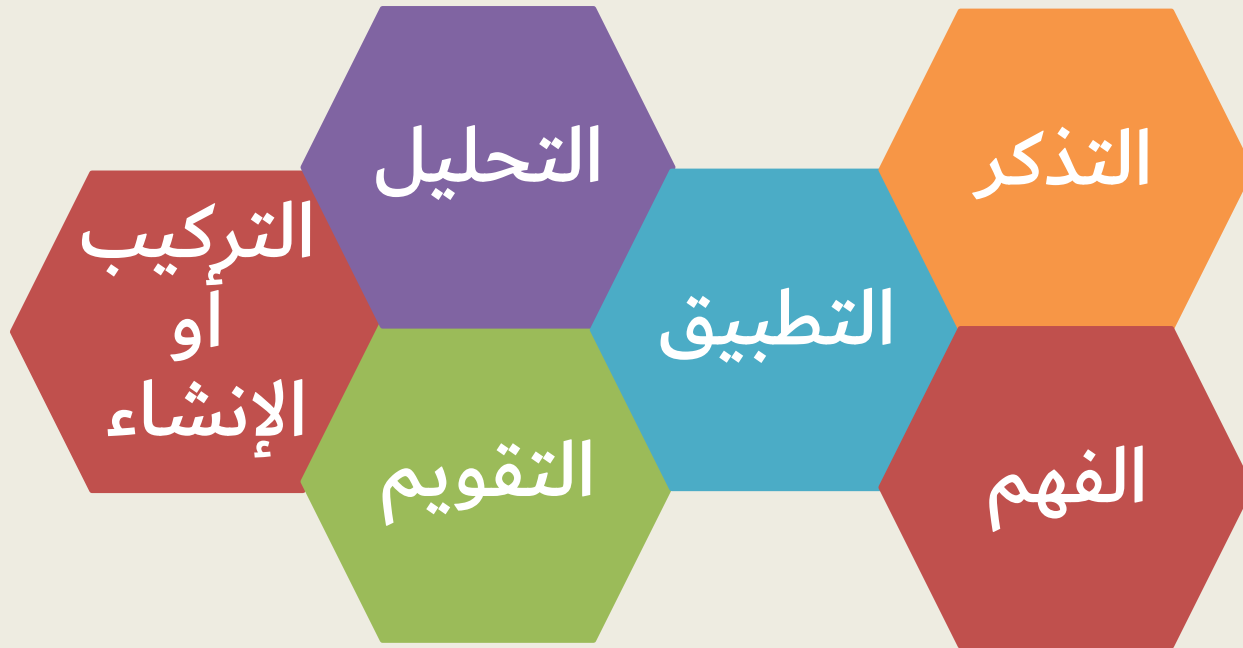 التذكر
الفهم
التطبيق
التحليل
التقويم
التركيب
أو
الإنشاء